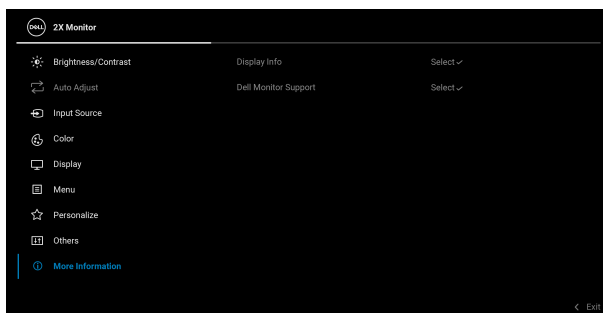 DELL 2X Monitor
Brightness/Contrast Display Info Select ✓
Auto Adjust Dell Monitor Support Select ✓
Input Source
Color
Display
Menu
Personalize
Others
More Information
Exit